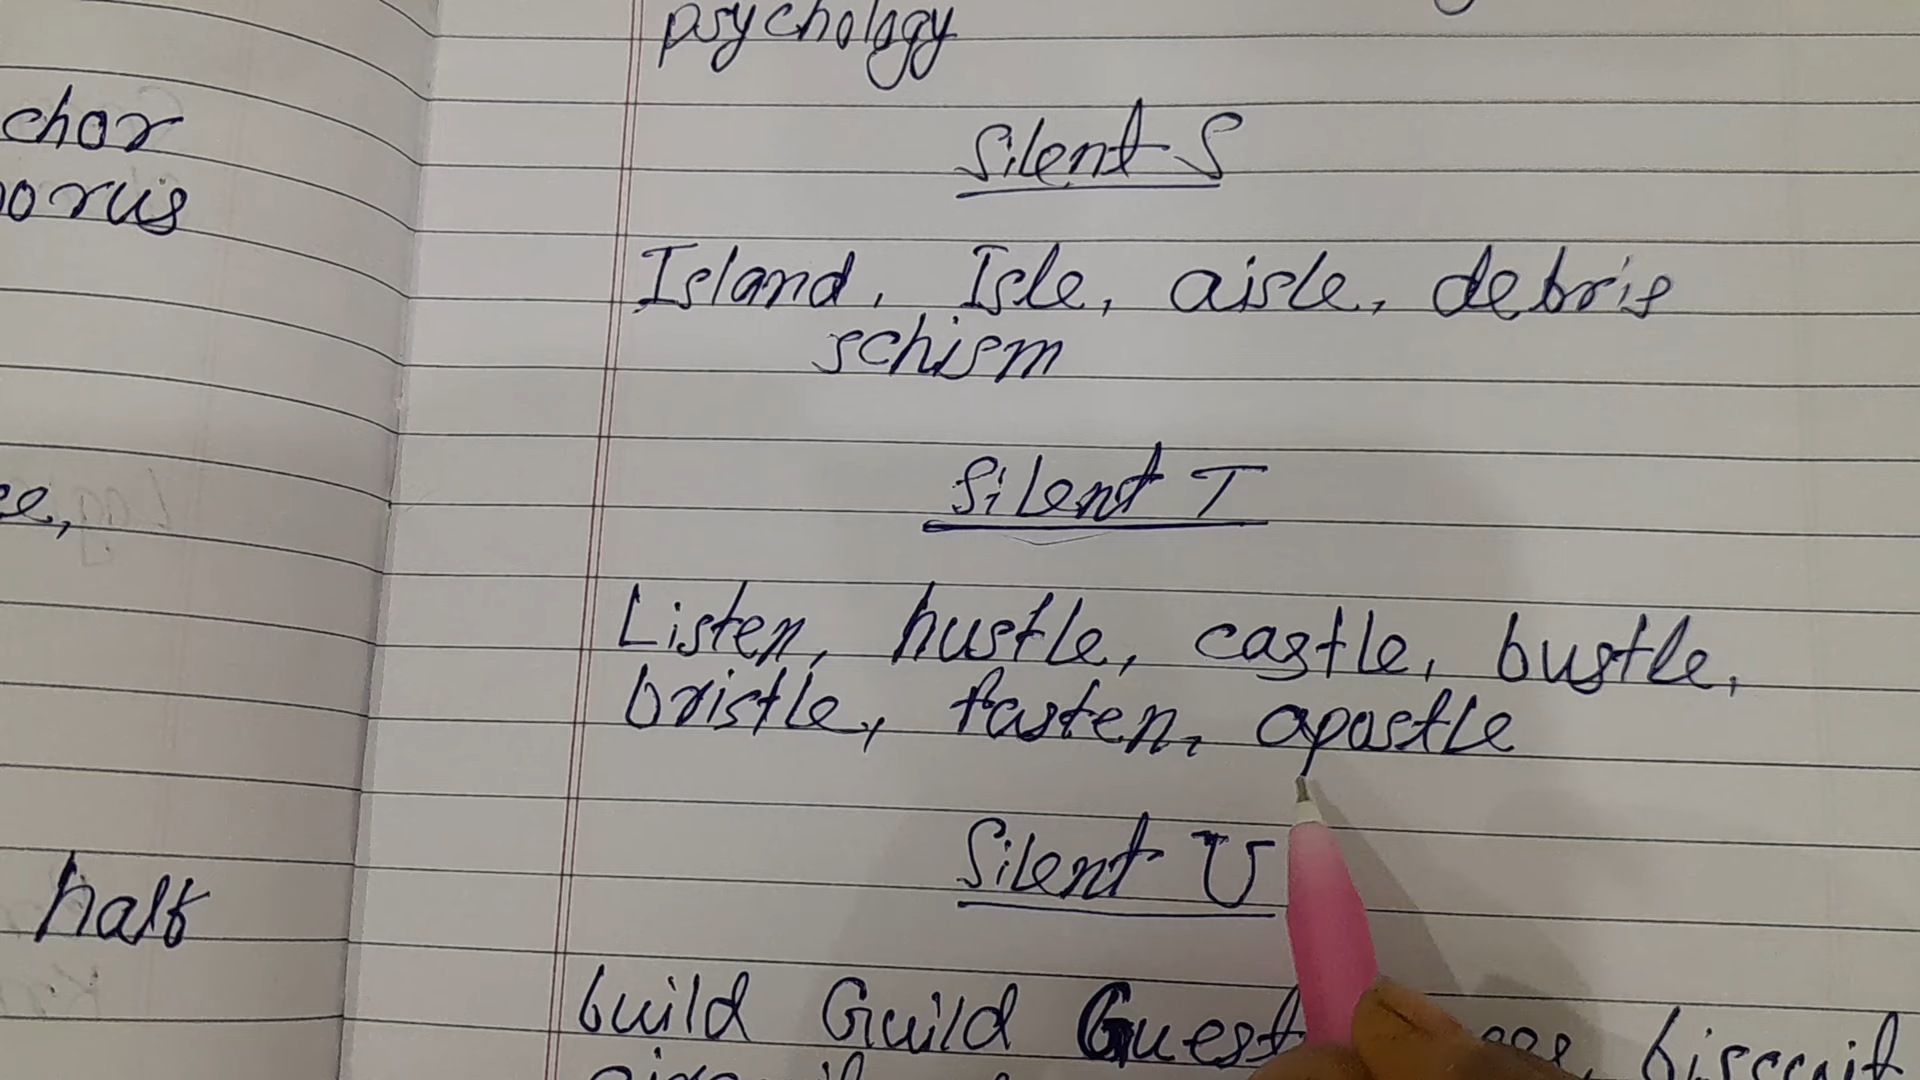 psychology
Silent S
Island, Isle, aisle, debris
schism
Silent T
Listen, hustle, castle, bustle,
bristle, fasten, apostle
Silent U
build Guild Guest biscuit
chor
orus
half